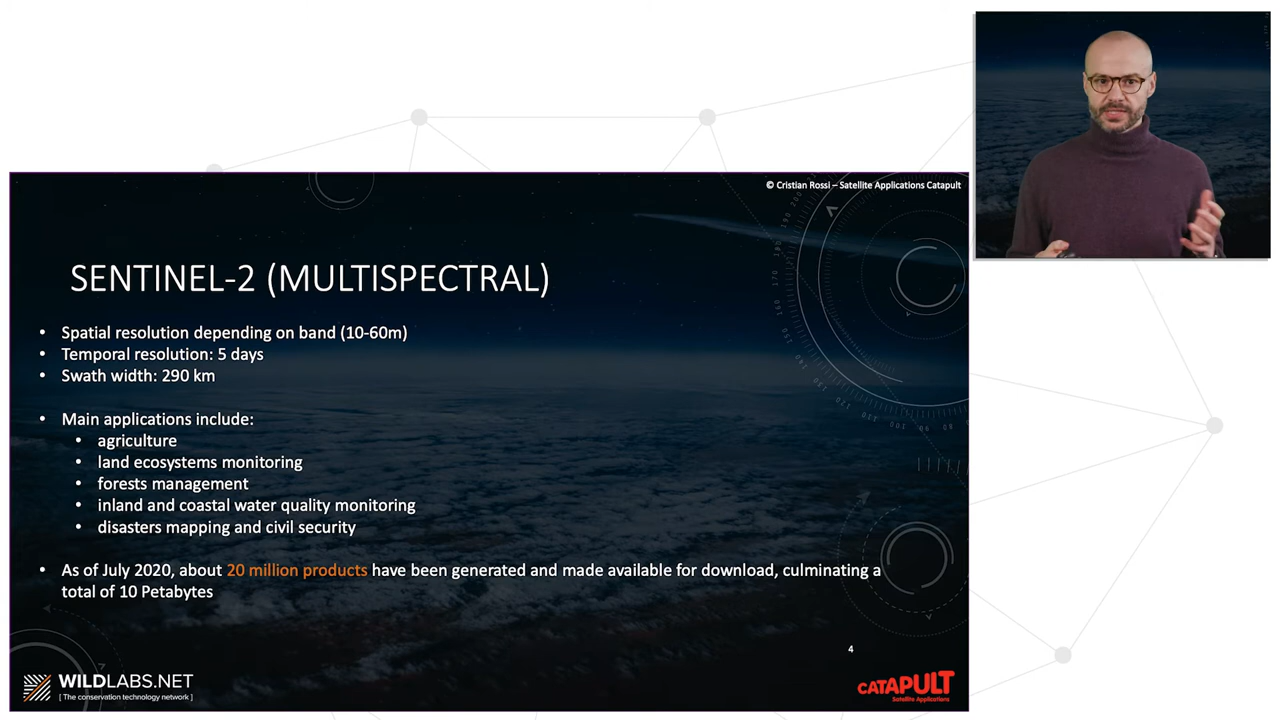 © Cristian Rossi – Satellite Applications Catapult
SENTINEL-2 (MULTISPECTRAL)
• Spatial resolution depending on band (10-60m)
• Temporal resolution: 5 days
• Swath width: 290 km
• Main applications include:
• agriculture
• land ecosystems monitoring
• forests management
• inland and coastal water quality monitoring
• disasters mapping and civil security
• As of July 2020, about 20 million products have been generated and made available for download, culminating a
total of 10 Petabytes
4
WILDLABS.NET
[ The conservation technology network ]
CATAPULT
Satellite Applications